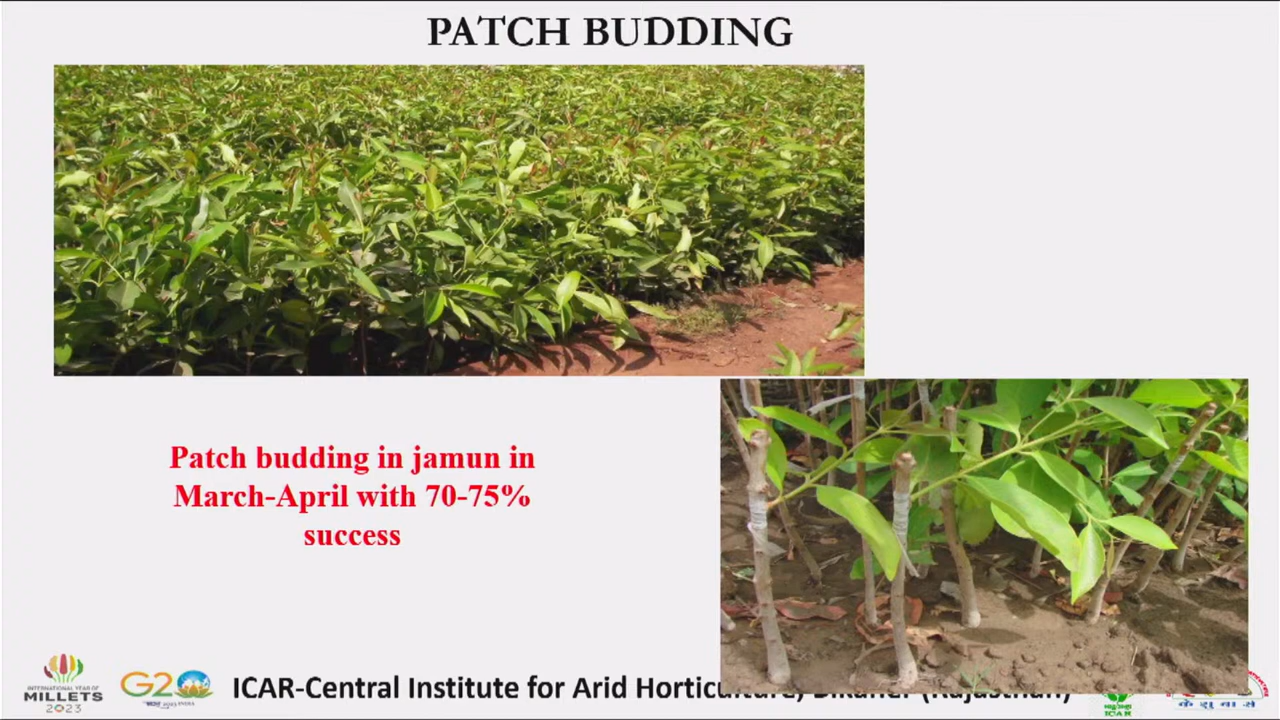 PATCH BUDDING
Patch budding in jamun in
March-April with 70-75%
success
INTERNATIONAL YEAR OF
MILLETS
2023
G20
ICAR-Central Institute for Arid Horticulture, Bikaner (Rajasthan)
ICAR